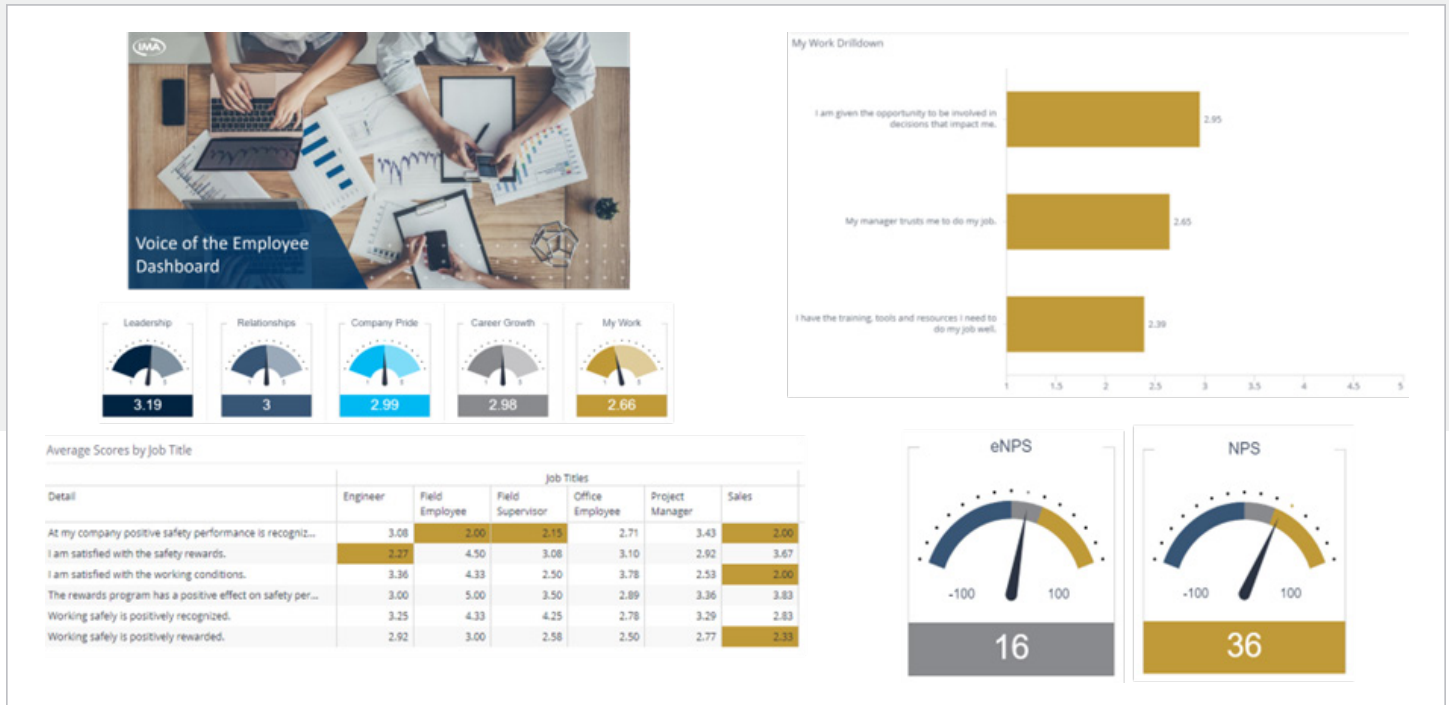 IMA
Voice of the Employee
Dashboard
Leadership
1 5
3.19
Relationships
1 5
3
Company Pride
1 5
2.99
Career Growth
1 5
2.98
My Work
1 5
2.66
My Work Drilldown
I am given the opportunity to be involved in
decisions that impact me.
2.95
My manager trusts me to do my job.
2.65
I have the training, tools and resources I need to
do my job well.
2.39
1 1.5 2 2.5 3 3.5 4 4.5 5
Average Scores by Job Title
Job Titles
Detail Engineer Field Employee Field Supervisor Office Employee Project Manager Sales
At my company positive safety performance is recogniz... 3.08 2.00 2.15 2.71 3.43 2.00
I am satisfied with the safety rewards. 2.27 4.50 3.08 3.10 2.92 3.67
I am satisfied with the working conditions. 3.36 4.33 2.50 3.78 2.53 2.00
The rewards program has a positive effect on safety per... 3.00 5.00 3.50 2.89 3.36 3.83
Working safely is positively recognized. 3.25 4.33 4.25 2.78 3.29 2.83
Working safely is positively rewarded. 2.92 3.00 2.58 2.50 2.77 2.33
eNPS
-100 100
16
NPS
-100 100
36